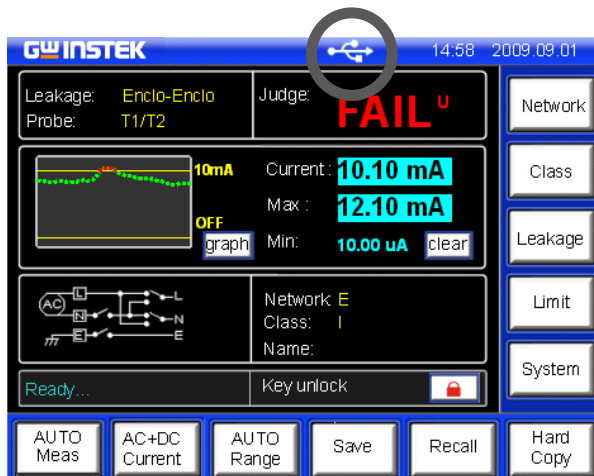 GWINSTEK 14:58 2009.09.01
Leakage: Enclo-Enclo
Probe: T1/T2
Judge: FAIL U
10mA
OFF
graph
Current: 10.10 mA
Max : 12.10 mA
Min: 10.00 uA clear
AC L L
N N
E E
Network E
Class: I
Name:
Ready...
Key unlock
Network
Class
Leakage
Limit
System
AUTO Meas
AC+DC Current
AUTO Range
Save
Recall
Hard Copy